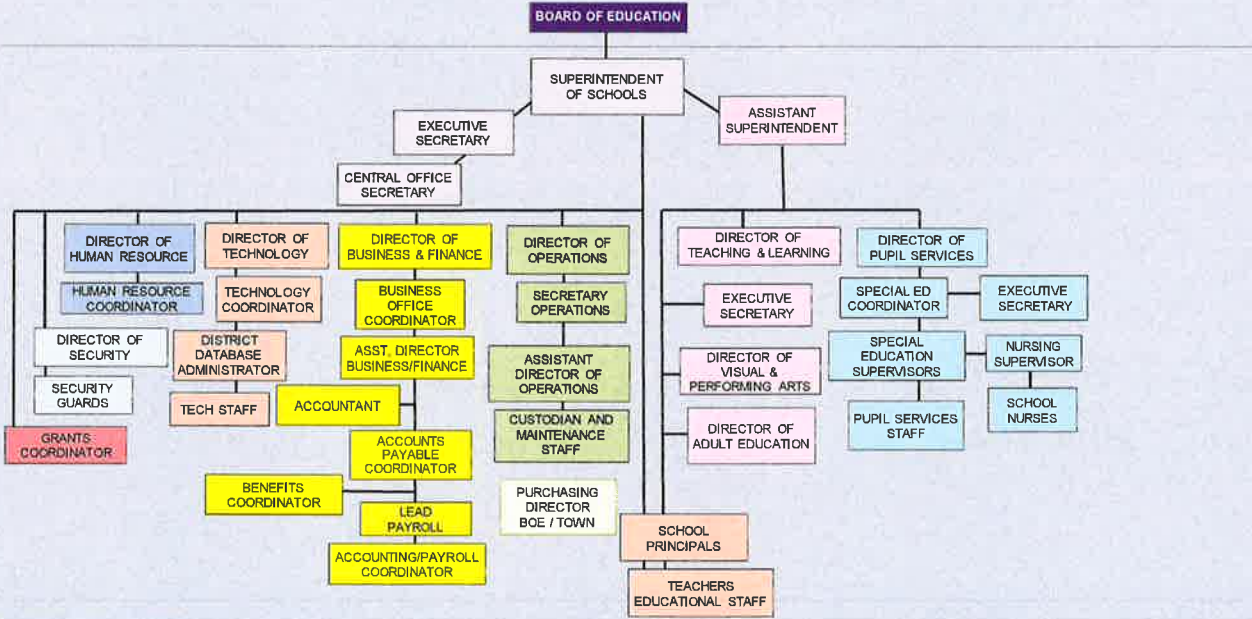 BOARD OF EDUCATION
SUPERINTENDENT
OF SCHOOLS
EXECUTIVE
SECRETARY
ASSISTANT
SUPERINTENDENT
CENTRAL OFFICE
SECRETARY
DIRECTOR OF
HUMAN RESOURCE
HUMAN RESOURCE
COORDINATOR
DIRECTOR OF
SECURITY
SECURITY
GUARDS
GRANTS
COORDINATOR
DIRECTOR OF
TECHNOLOGY
TECHNOLOGY
COORDINATOR
DISTRICT
DATABASE
ADMINISTRATOR
TECH STAFF
DIRECTOR OF
BUSINESS & FINANCE
BUSINESS
OFFICE
COORDINATOR
ASST. DIRECTOR
BUSINESS/FINANCE
ACCOUNTANT
ACCOUNTS
PAYABLE
COORDINATOR
BENEFITS
COORDINATOR
LEAD
PAYROLL
ACCOUNTING/PAYROLL
COORDINATOR
DIRECTOR OF
OPERATIONS
SECRETARY
OPERATIONS
ASSISTANT
DIRECTOR OF
OPERATIONS
CUSTODIAN AND
MAINTENANCE
STAFF
PURCHASING
DIRECTOR
BOE / TOWN
SCHOOL
PRINCIPALS
TEACHERS
EDUCATIONAL STAFF
DIRECTOR OF
TEACHING & LEARNING
EXECUTIVE
SECRETARY
DIRECTOR OF
VISUAL &
PERFORMING ARTS
DIRECTOR OF
ADULT EDUCATION
DIRECTOR OF
PUPIL SERVICES
SPECIAL ED
COORDINATOR
EXECUTIVE
SECRETARY
SPECIAL
EDUCATION
SUPERVISORS
NURSING
SUPERVISOR
PUPIL SERVICES
STAFF
SCHOOL
NURSES